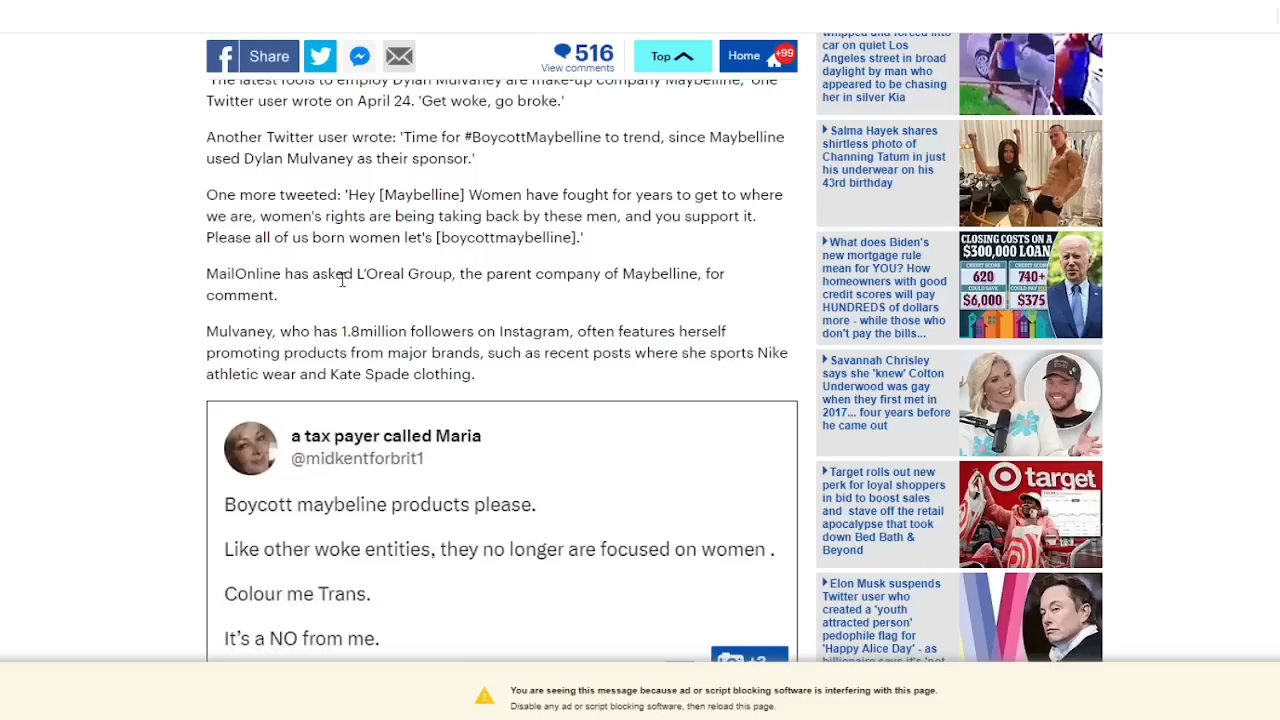 Share
516
View comments
Top
Home
+99
'The latest fools to employ Dylan Mulvaney are make-up company Maybelline,' one
Twitter user wrote on April 24. 'Get woke, go broke.'
Another Twitter user wrote: 'Time for #BoycottMaybelline to trend, since Maybelline
used Dylan Mulvaney as their sponsor.'
One more tweeted: 'Hey [Maybelline] Women have fought for years to get to where
we are, women's rights are being taking back by these men, and you support it.
Please all of us born women let's [boycottmaybelline].'
MailOnline has asked L'Oreal Group, the parent company of Maybelline, for
comment.
Mulvaney, who has 1.8million followers on Instagram, often features herself
promoting products from major brands, such as recent posts where she sports Nike
athletic wear and Kate Spade clothing.
a tax payer called Maria
@midkentforbrit1
Boycott maybeline products please.
Like other woke entities, they no longer are focused on women .
Colour me Trans.
It's a NO from me.
whipped and forced into
car on quiet Los
Angeles street in broad
daylight by man who
appeared to be chasing
her in silver Kia
Salma Hayek shares
shirtless photo of
Channing Tatum in just
his underwear on his
43rd birthday
What does Biden's
new mortgage rule
mean for YOU? How
homeowners with good
credit scores will pay
HUNDREDS of dollars
more - while those who
don't pay the bills...
CLOSING COSTS ON A
$300,000 LOAN
CREDIT SCORE
620
COULD SAVE
$6,000
CREDIT SCORE
740+
COULD PAY
$375
Savannah Chrisley
says she 'knew' Colton
Underwood was gay
when they first met in
2017... four years before
he came out
Target rolls out new
perk for loyal shoppers
in bid to boost sales
and stave off the retail
apocalypse that took
down Bed Bath &
Beyond
target
Elon Musk suspends
Twitter user who
created a 'youth
attracted person'
pedophile flag for
'Happy Alice Day' - as
billionaire says it's 'not
You are seeing this message because ad or script blocking software is interfering with this page.
Disable any ad or script blocking software, then reload this page.